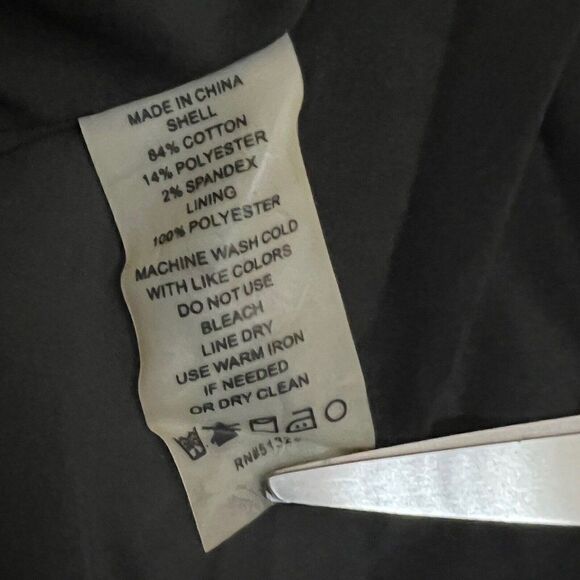 MADE IN CHINA
SHELL
84% COTTON
14% POLYESTER
2% SPANDEX
LINING
100% POLYESTER
MACHINE WASH COLD
WITH LIKE COLORS
DO NOT USE
BLEACH
LINE DRY
USE WARM IRON
IF NEEDED
OR DRY CLEAN